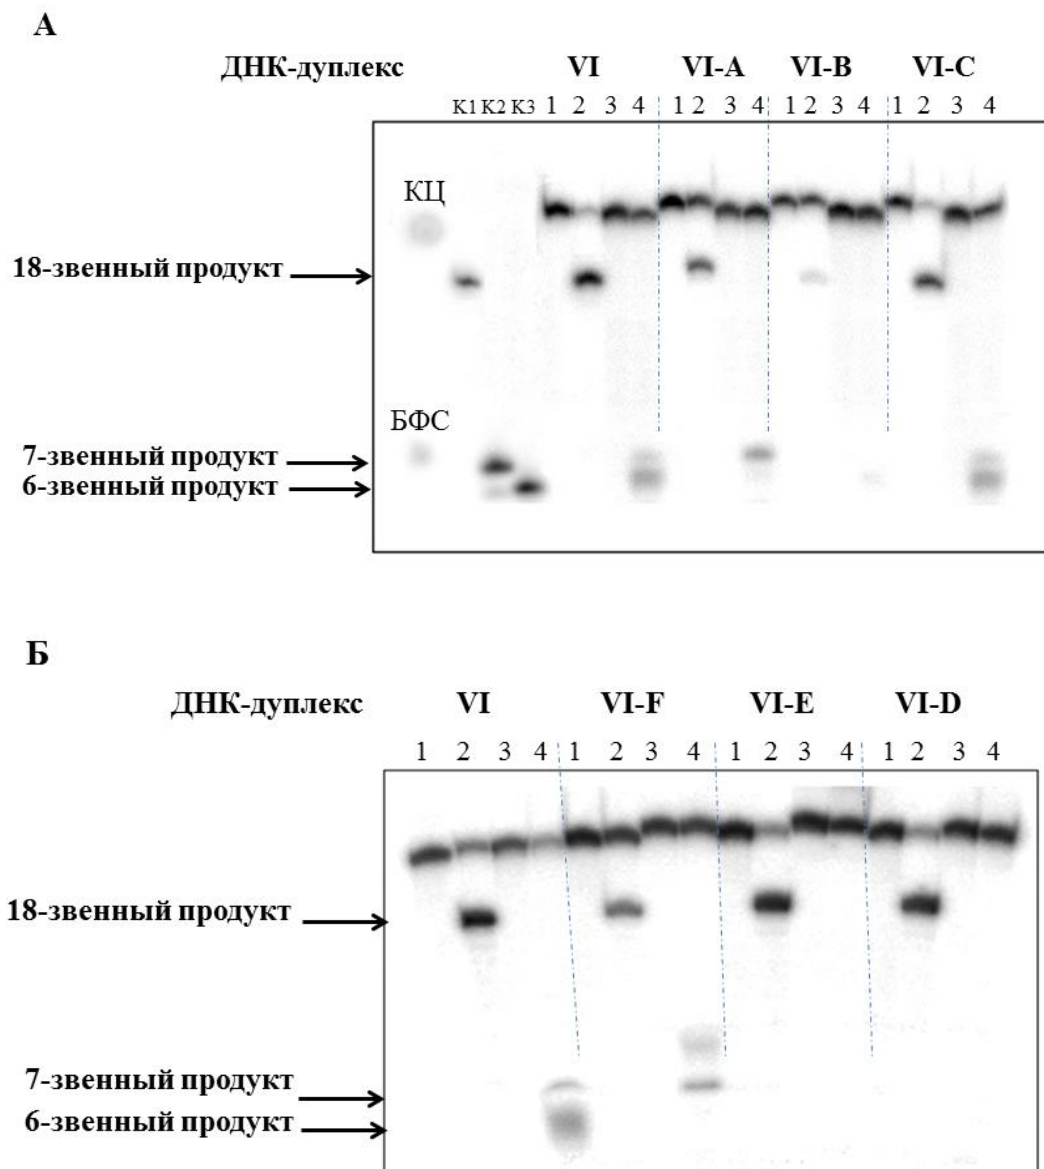 А
ДНК-дуплекс VI VI-A VI-B VI-C
К1 К2 К3 1 2 3 4 1 2 3 4 1 2 3 4 1 2 3 4
КЦ
18-звенный продукт
БФС
7-звенный продукт
6-звенный продукт
Б
ДНК-дуплекс VI VI-F VI-E VI-D
1 2 3 4 1 2 3 4 1 2 3 4 1 2 3 4
18-звенный продукт
7-звенный продукт
6-звенный продукт